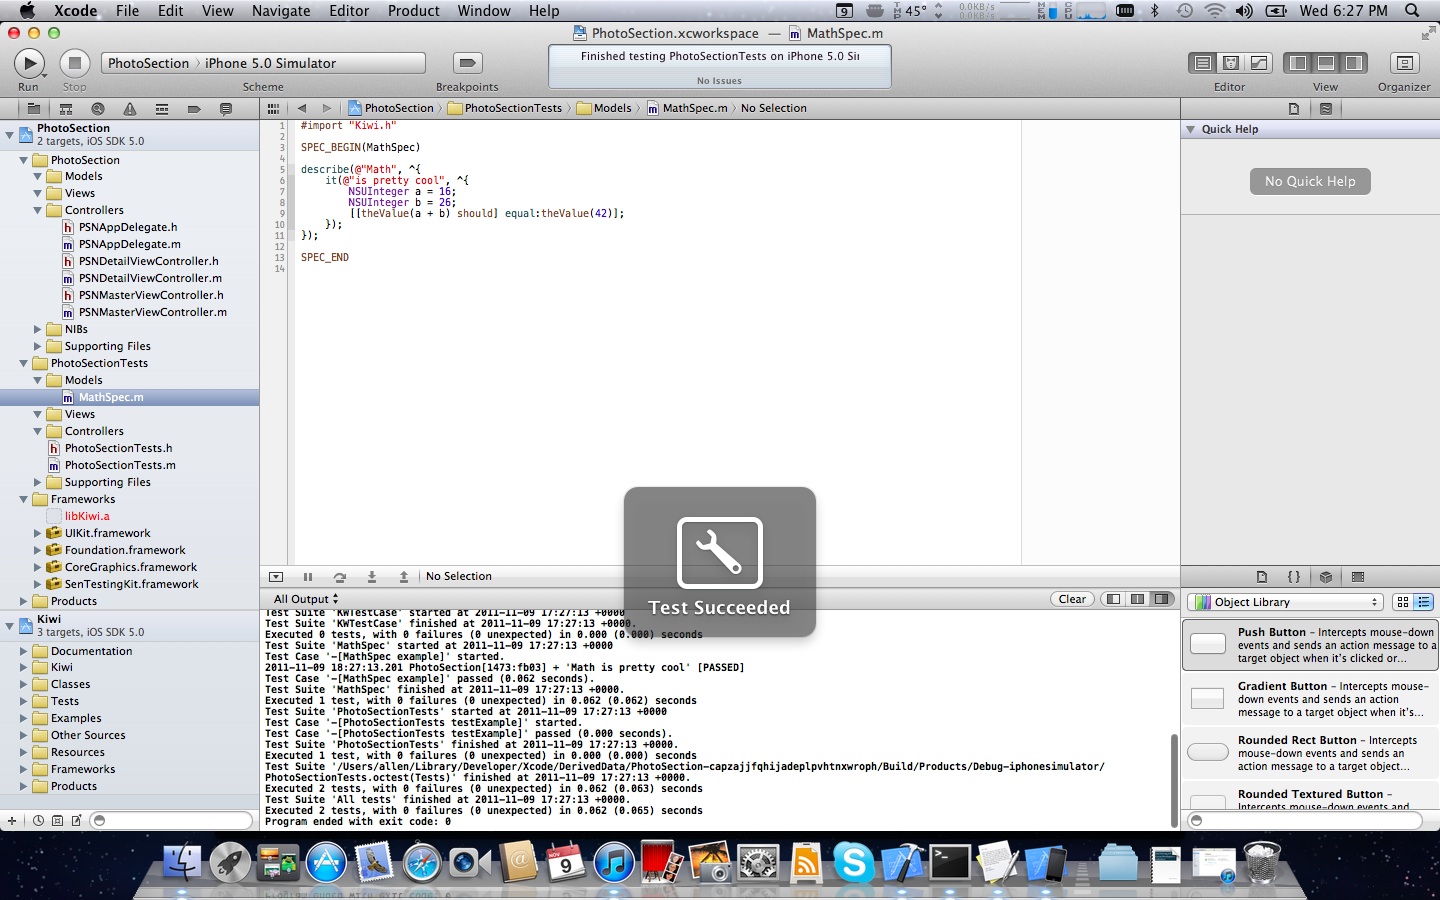 Xcode File Edit View Navigate Editor Product Window Help
9 45° 0.0KB/s 0.0KB/s Wed 6:27 PM
PhotoSection.xcworkspace — MathSpec.m
PhotoSection iPhone 5.0 Simulator
Finished testing PhotoSectionTests on iPhone 5.0 Si
No Issues
Run Stop Scheme Breakpoints Editor View Organizer
PhotoSection PhotoSectionTests Models MathSpec.m No Selection
PhotoSection
2 targets, iOS SDK 5.0
PhotoSection
Models
Views
Controllers
PSNAppDelegate.h
PSNAppDelegate.m
PSNDetailViewController.h
PSNDetailViewController.m
PSNMasterViewController.h
PSNMasterViewController.m
NIBs
Supporting Files
PhotoSectionTests
Models
MathSpec.m
Views
Controllers
PhotoSectionTests.h
PhotoSectionTests.m
Supporting Files
Frameworks
libKiwi.a
UIKit.framework
Foundation.framework
CoreGraphics.framework
SenTestingKit.framework
Products
Kiwi
3 targets, iOS SDK 5.0
Documentation
Kiwi
Classes
Tests
Examples
Other Sources
Resources
Frameworks
Products
1 #import "Kiwi.h"
2
3 SPEC_BEGIN(MathSpec)
4
5 describe(@"Math", ^{
6 it(@"is pretty cool", ^{
7 NSUInteger a = 16;
8 NSUInteger b = 26;
9 [[theValue(a + b) should] equal:theValue(42)];
10 });
11 });
12
13 SPEC_END
14
Test Succeeded
No Selection
All Output Clear
Test Suite 'KWTestCase' started at 2011-11-09 17:27:13 +0000
Test Suite 'KWTestCase' finished at 2011-11-09 17:27:13 +0000.
Executed 0 tests, with 0 failures (0 unexpected) in 0.000 (0.000) seconds
Test Suite 'MathSpec' started at 2011-11-09 17:27:13 +0000
Test Case '-[MathSpec example]' started.
2011-11-09 18:27:13.201 PhotoSection[1473:fb03] + 'Math is pretty cool' [PASSED]
Test Case '-[MathSpec example]' passed (0.062 seconds).
Test Suite 'MathSpec' finished at 2011-11-09 17:27:13 +0000.
Executed 1 test, with 0 failures (0 unexpected) in 0.062 (0.062) seconds
Test Suite 'PhotoSectionTests' started at 2011-11-09 17:27:13 +0000
Test Case '-[PhotoSectionTests testExample]' started.
Test Case '-[PhotoSectionTests testExample]' passed (0.000 seconds).
Test Suite 'PhotoSectionTests' finished at 2011-11-09 17:27:13 +0000.
Executed 1 test, with 0 failures (0 unexpected) in 0.000 (0.000) seconds
Test Suite '/Users/allen/Library/Developer/Xcode/DerivedData/PhotoSection-capzajjfqhijadeplpvhtnxwroph/Build/Products/Debug-iphonesimulator/
PhotoSectionTests.octest(Tests)' finished at 2011-11-09 17:27:13 +0000.
Executed 2 tests, with 0 failures (0 unexpected) in 0.062 (0.063) seconds
Test Suite 'All tests' finished at 2011-11-09 17:27:13 +0000.
Executed 2 tests, with 0 failures (0 unexpected) in 0.062 (0.065) seconds
Program ended with exit code: 0
Quick Help
No Quick Help
Object Library
Push Button – Intercepts mouse-down
events and sends an action message to a
target object when it's clicked or...
Gradient Button – Intercepts mouse-
down events and sends an action
message to a target object when it's...
Rounded Rect Button – Intercepts
mouse-down events and sends an
action message to a target object...
Rounded Textured Button –
Intercepts mouse-down events and
NOV
9